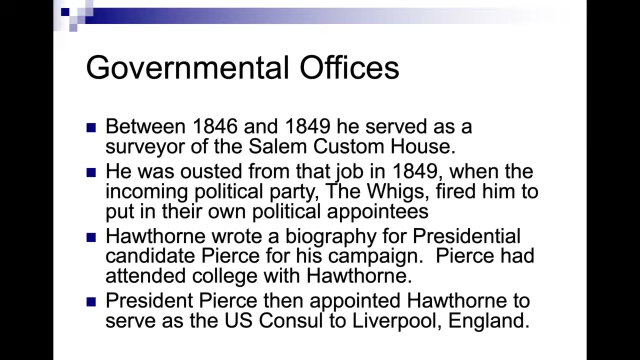 Governmental Offices
Between 1846 and 1849 he served as a
surveyor of the Salem Custom House.
He was ousted from that job in 1849, when the
incoming political party, The Whigs, fired him to
put in their own political appointees
Hawthorne wrote a biography for Presidential
candidate Pierce for his campaign.  Pierce had
attended college with Hawthorne.
President Pierce then appointed Hawthorne to
serve as the US Consul to Liverpool, England.